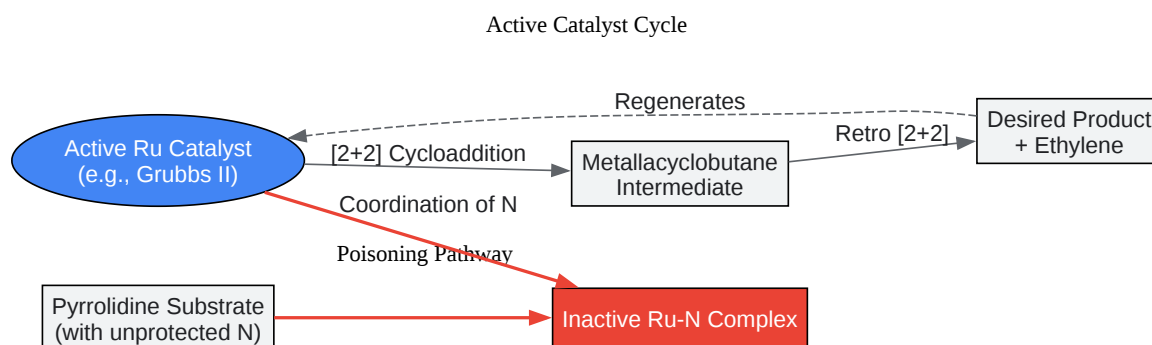 Active Catalyst Cycle
Regenerates
Active Ru Catalyst
(e.g., Grubbs II)
[2+2] Cycloaddition
Metallacyclobutane
Intermediate
Retro [2+2]
Desired Product
+ Ethylene
Coordination of N
Poisoning Pathway
Pyrrolidine Substrate
(with unprotected N)
Inactive Ru-N Complex